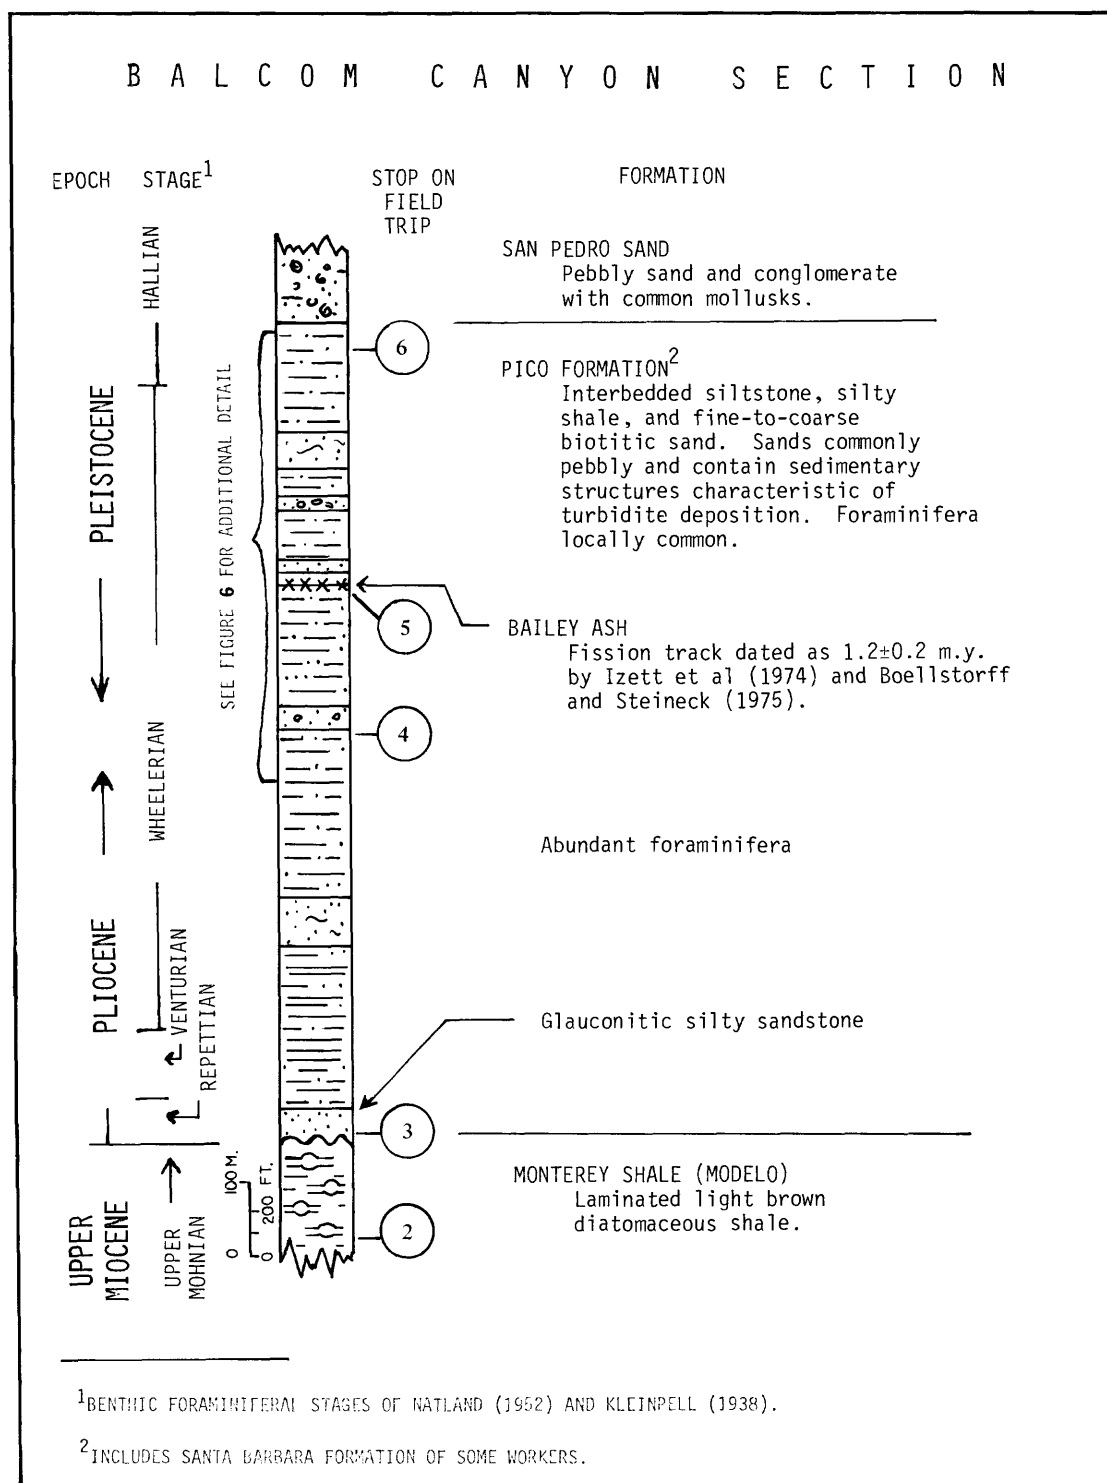 BALCOM CANYON SECTION
EPOCH STAGE1
STOP ON
FIELD
TRIP
FORMATION
HALLIAN
PLEISTOCENE
WHEELERIAN
PLIOCENE
VENTURIAN
REPETTIAN
UPPER
MIOCENE
UPPER
MOHNIAN
SEE FIGURE 6 FOR ADDITIONAL DETAIL
SAN PEDRO SAND
Pebbly sand and conglomerate
with common mollusks.
6
PICO FORMATION2
Interbedded siltstone, silty
shale, and fine-to-coarse
biotitic sand. Sands commonly
pebbly and contain sedimentary
structures characteristic of
turbidite deposition. Foraminifera
locally common.
5
BAILEY ASH
Fission track dated as 1.2±0.2 m.y.
by Izett et al (1974) and Boellstorff
and Steineck (1975).
4
Abundant foraminifera
Glauconitic silty sandstone
3
MONTEREY SHALE (MODELO)
Laminated light brown
diatomaceous shale.
2
0 100 M.
0 200 FT.
1BENTHIC FORAMINIFERAL STAGES OF NATLAND (1952) AND KLEINPELL (1938).
2INCLUDES SANTA BARBARA FORMATION OF SOME WORKERS.